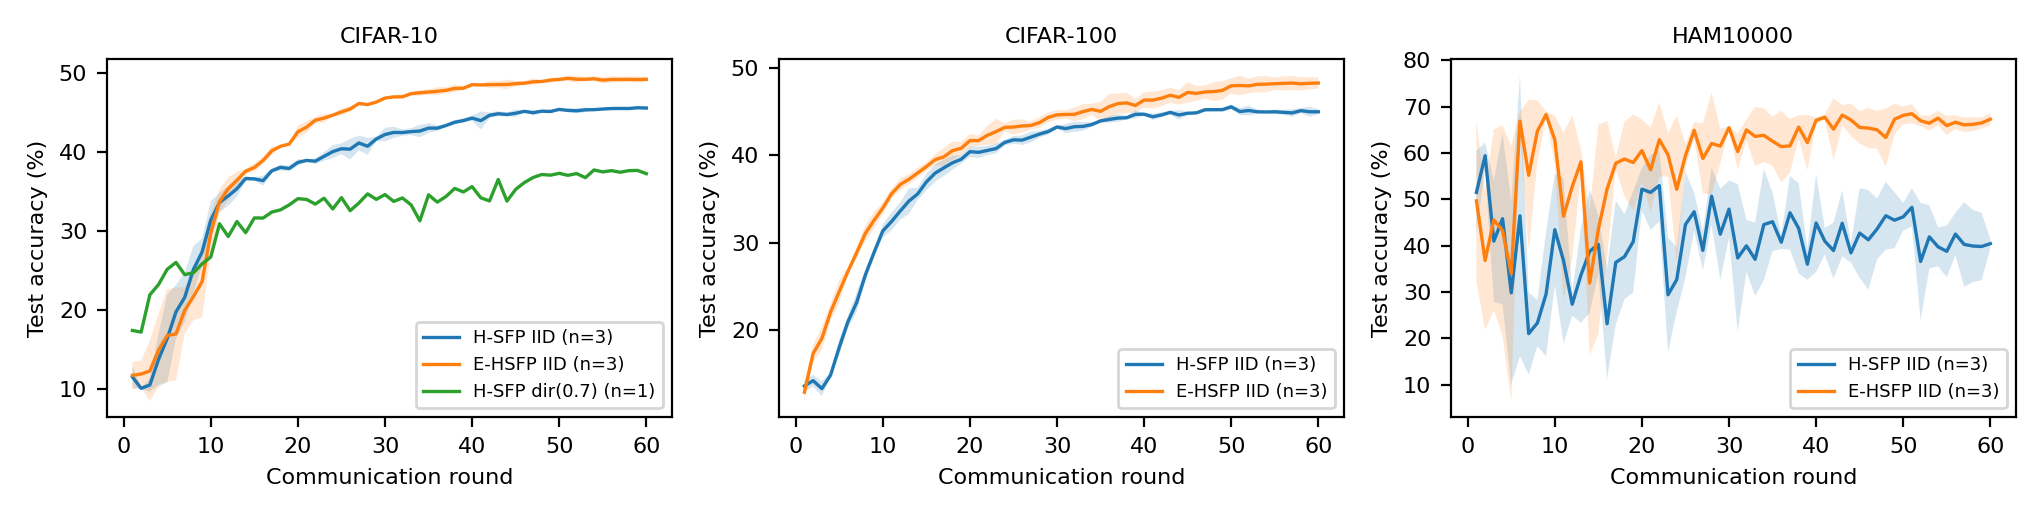 CIFAR-10
Test accuracy (%)
50
40
30
20
10
0
10
20
30
40
50
60
Communication round
H-SFP IID (n=3)
E-HSFP IID (n=3)
H-SFP dir(0.7) (n=1)
CIFAR-100
Test accuracy (%)
50
40
30
20
0
10
20
30
40
50
60
Communication round
H-SFP IID (n=3)
E-HSFP IID (n=3)
HAM10000
Test accuracy (%)
80
70
60
50
40
30
20
10
0
10
20
30
40
50
60
Communication round
H-SFP IID (n=3)
E-HSFP IID (n=3)